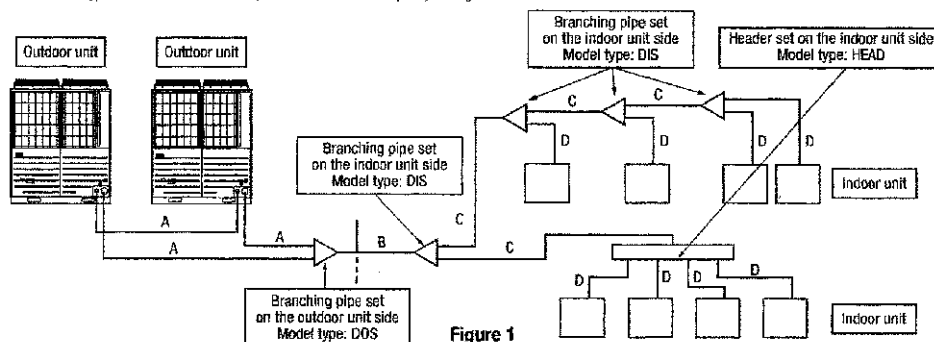 Outdoor unit
Outdoor unit
Branching pipe set
on the indoor unit side
Model type: DIS
Header set on the indoor unit side
Model type: HEAD
C
C
D
D
D
D
Branching pipe set
on the indoor unit side
Model type: DIS
Indoor unit
C
A
A
A
B
C
D
D
D
D
Branching pipe set
on the outdoor unit side
Model type: DOS
Figure 1
Indoor unit